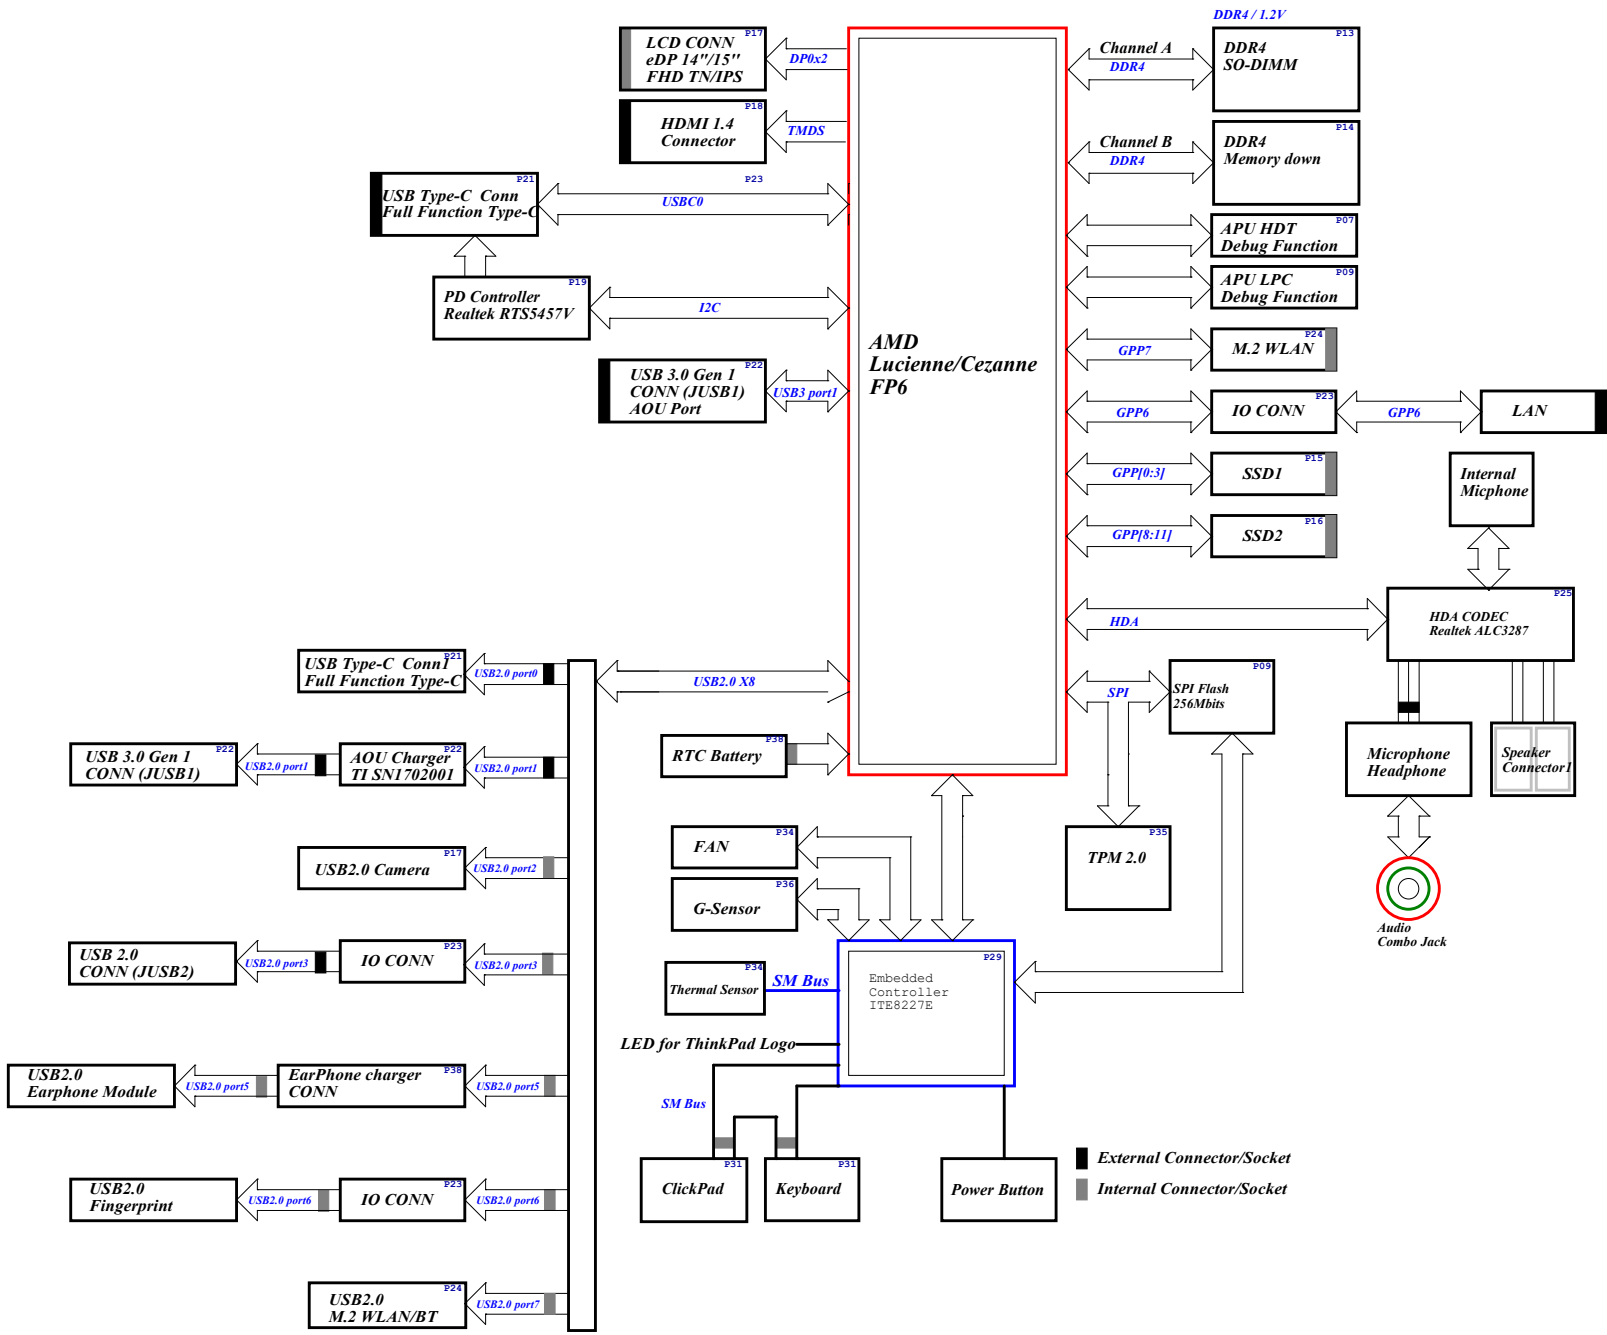 DDR4 / 1.2V
P17
LCD CONN
eDP 14"/15"
FHD TN/IPS
DP0x2
Channel A
DDR4
P13
DDR4
SO-DIMM
P18
HDMI 1.4
Connector
TMDS
Channel B
DDR4
P14
DDR4
Memory down
P21
USB Type-C Conn
Full Function Type-C
P23
USBC0
P07
APU HDT
Debug Function
P19
PD Controller
Realtek RTS5457V
I2C
P09
APU LPC
Debug Function
AMD
Lucienne/Cezanne
FP6
GPP7
P24
M.2 WLAN
P22
USB 3.0 Gen 1
CONN (JUSB1)
AOU Port
USB3 port1
GPP6
P23
IO CONN
GPP6
LAN
GPP[0:3]
P15
SSD1
Internal
Micphone
GPP[8:11]
P16
SSD2
HDA
P25
HDA CODEC
Realtek ALC3287
P21
USB Type-C Conn1
Full Function Type-C
USB2.0 port0
USB2.0 X8
SPI
P09
SPI Flash
256Mbits
P22
USB 3.0 Gen 1
CONN (JUSB1)
USB2.0 port1
P22
AOU Charger
TI SN1702001
USB2.0 port1
P38
RTC Battery
Microphone
Headphone
Speaker
Connector1
P17
USB2.0 Camera
USB2.0 port2
P34
FAN
P35
TPM 2.0
P36
G-Sensor
Audio
Combo Jack
USB 2.0
CONN (JUSB2)
USB2.0 port3
P23
IO CONN
USB2.0 port3
P34
Thermal Sensor
SM Bus
P29
Embedded
Controller
ITE8227E
LED for ThinkPad Logo
USB2.0
Earphone Module
USB2.0 port5
P38
EarPhone charger
CONN
USB2.0 port5
SM Bus
USB2.0
Fingerprint
USB2.0 port6
P23
IO CONN
USB2.0 port6
P31
ClickPad
P31
Keyboard
Power Button
External Connector/Socket
Internal Connector/Socket
P24
USB2.0
M.2 WLAN/BT
USB2.0 port7